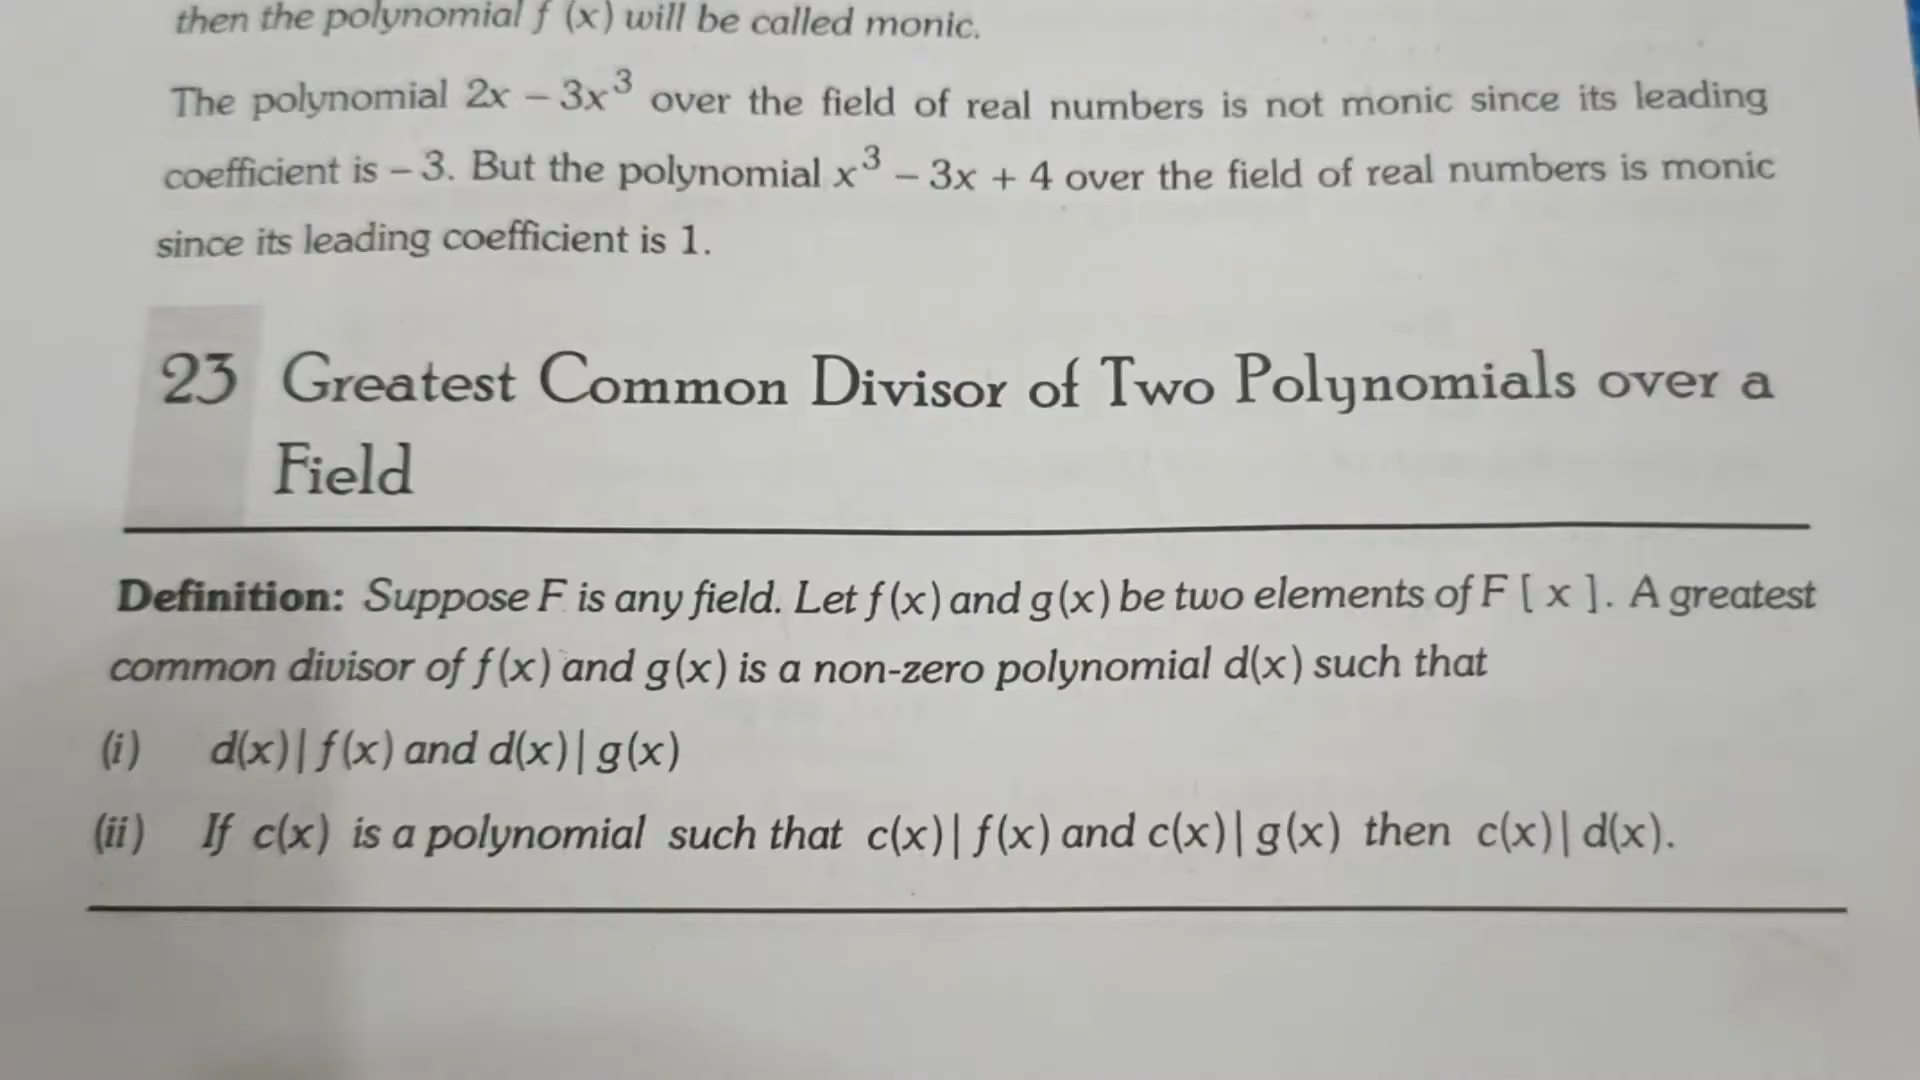 then the polynomial f (x) will be called monic.
The polynomial 2x – 3x³ over the field of real numbers is not monic since its leading
coefficient is – 3. But the polynomial x³ – 3x + 4 over the field of real numbers is monic
since its leading coefficient is 1.
23 Greatest Common Divisor of Two Polynomials over a
Field
Definition: Suppose F is any field. Let f (x) and g (x) be two elements of F [ x ]. A greatest
common divisor of f (x) and g (x) is a non-zero polynomial d(x) such that
(i) d(x) | f (x) and d(x) | g (x)
(ii) If c(x) is a polynomial such that c(x) | f (x) and c(x) | g (x) then c(x) | d(x).